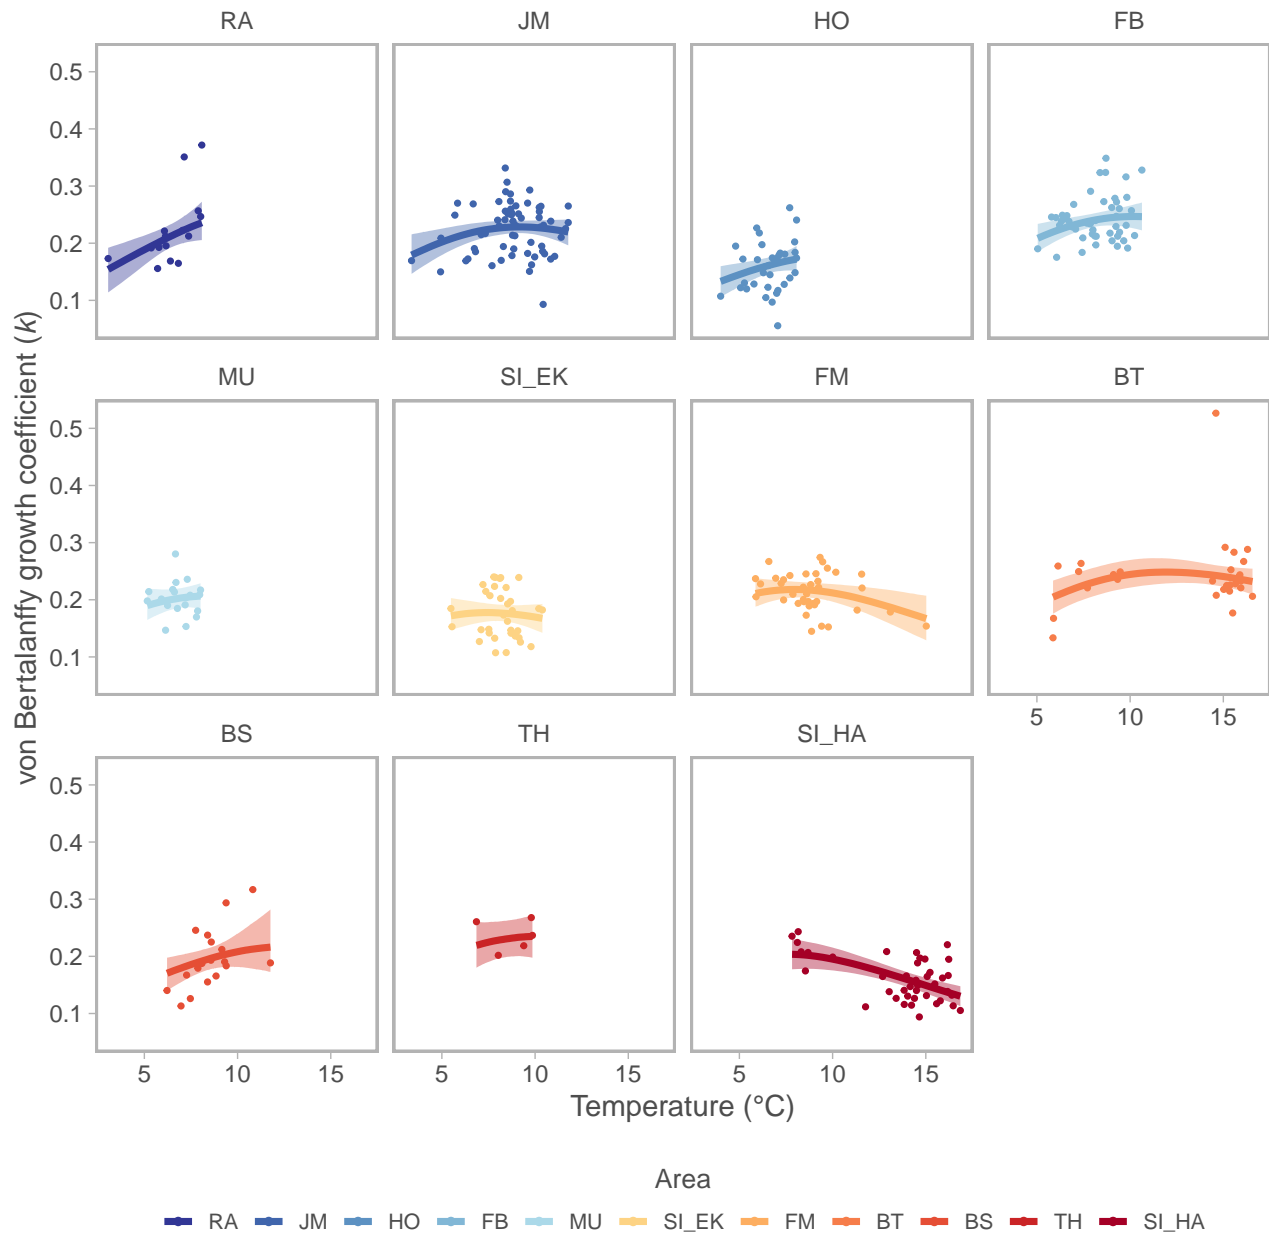 RA JM HO FB
0.5
0.4
0.3
0.2
0.1
MU SI_EK FM BT
0.5
0.4
0.3
0.2
0.1
5 10 15
BS TH SI_HA
0.5
0.4
0.3
0.2
0.1
5 10 15 5 10 15 5 10 15
von Bertalanffy growth coefficient (k)
Temperature (°C)
Area
RA JM HO FB MU SI_EK FM BT BS TH SI_HA